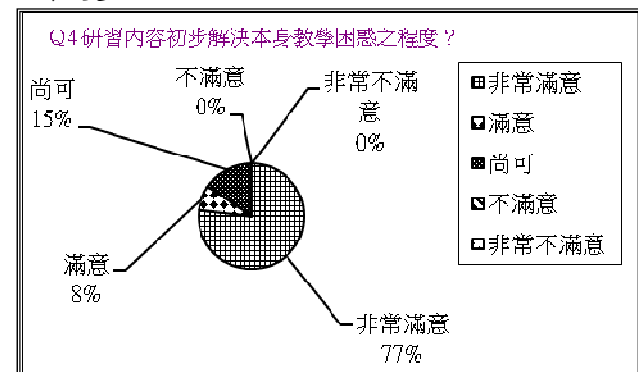 Q4研習內容初步解決本身教學困惑之程度？
不滿意
0%
非常不滿
意
0%
尚可
15%
滿意
8%
非常滿意
77%
非常滿意
滿意
尚可
不滿意
非常不滿意